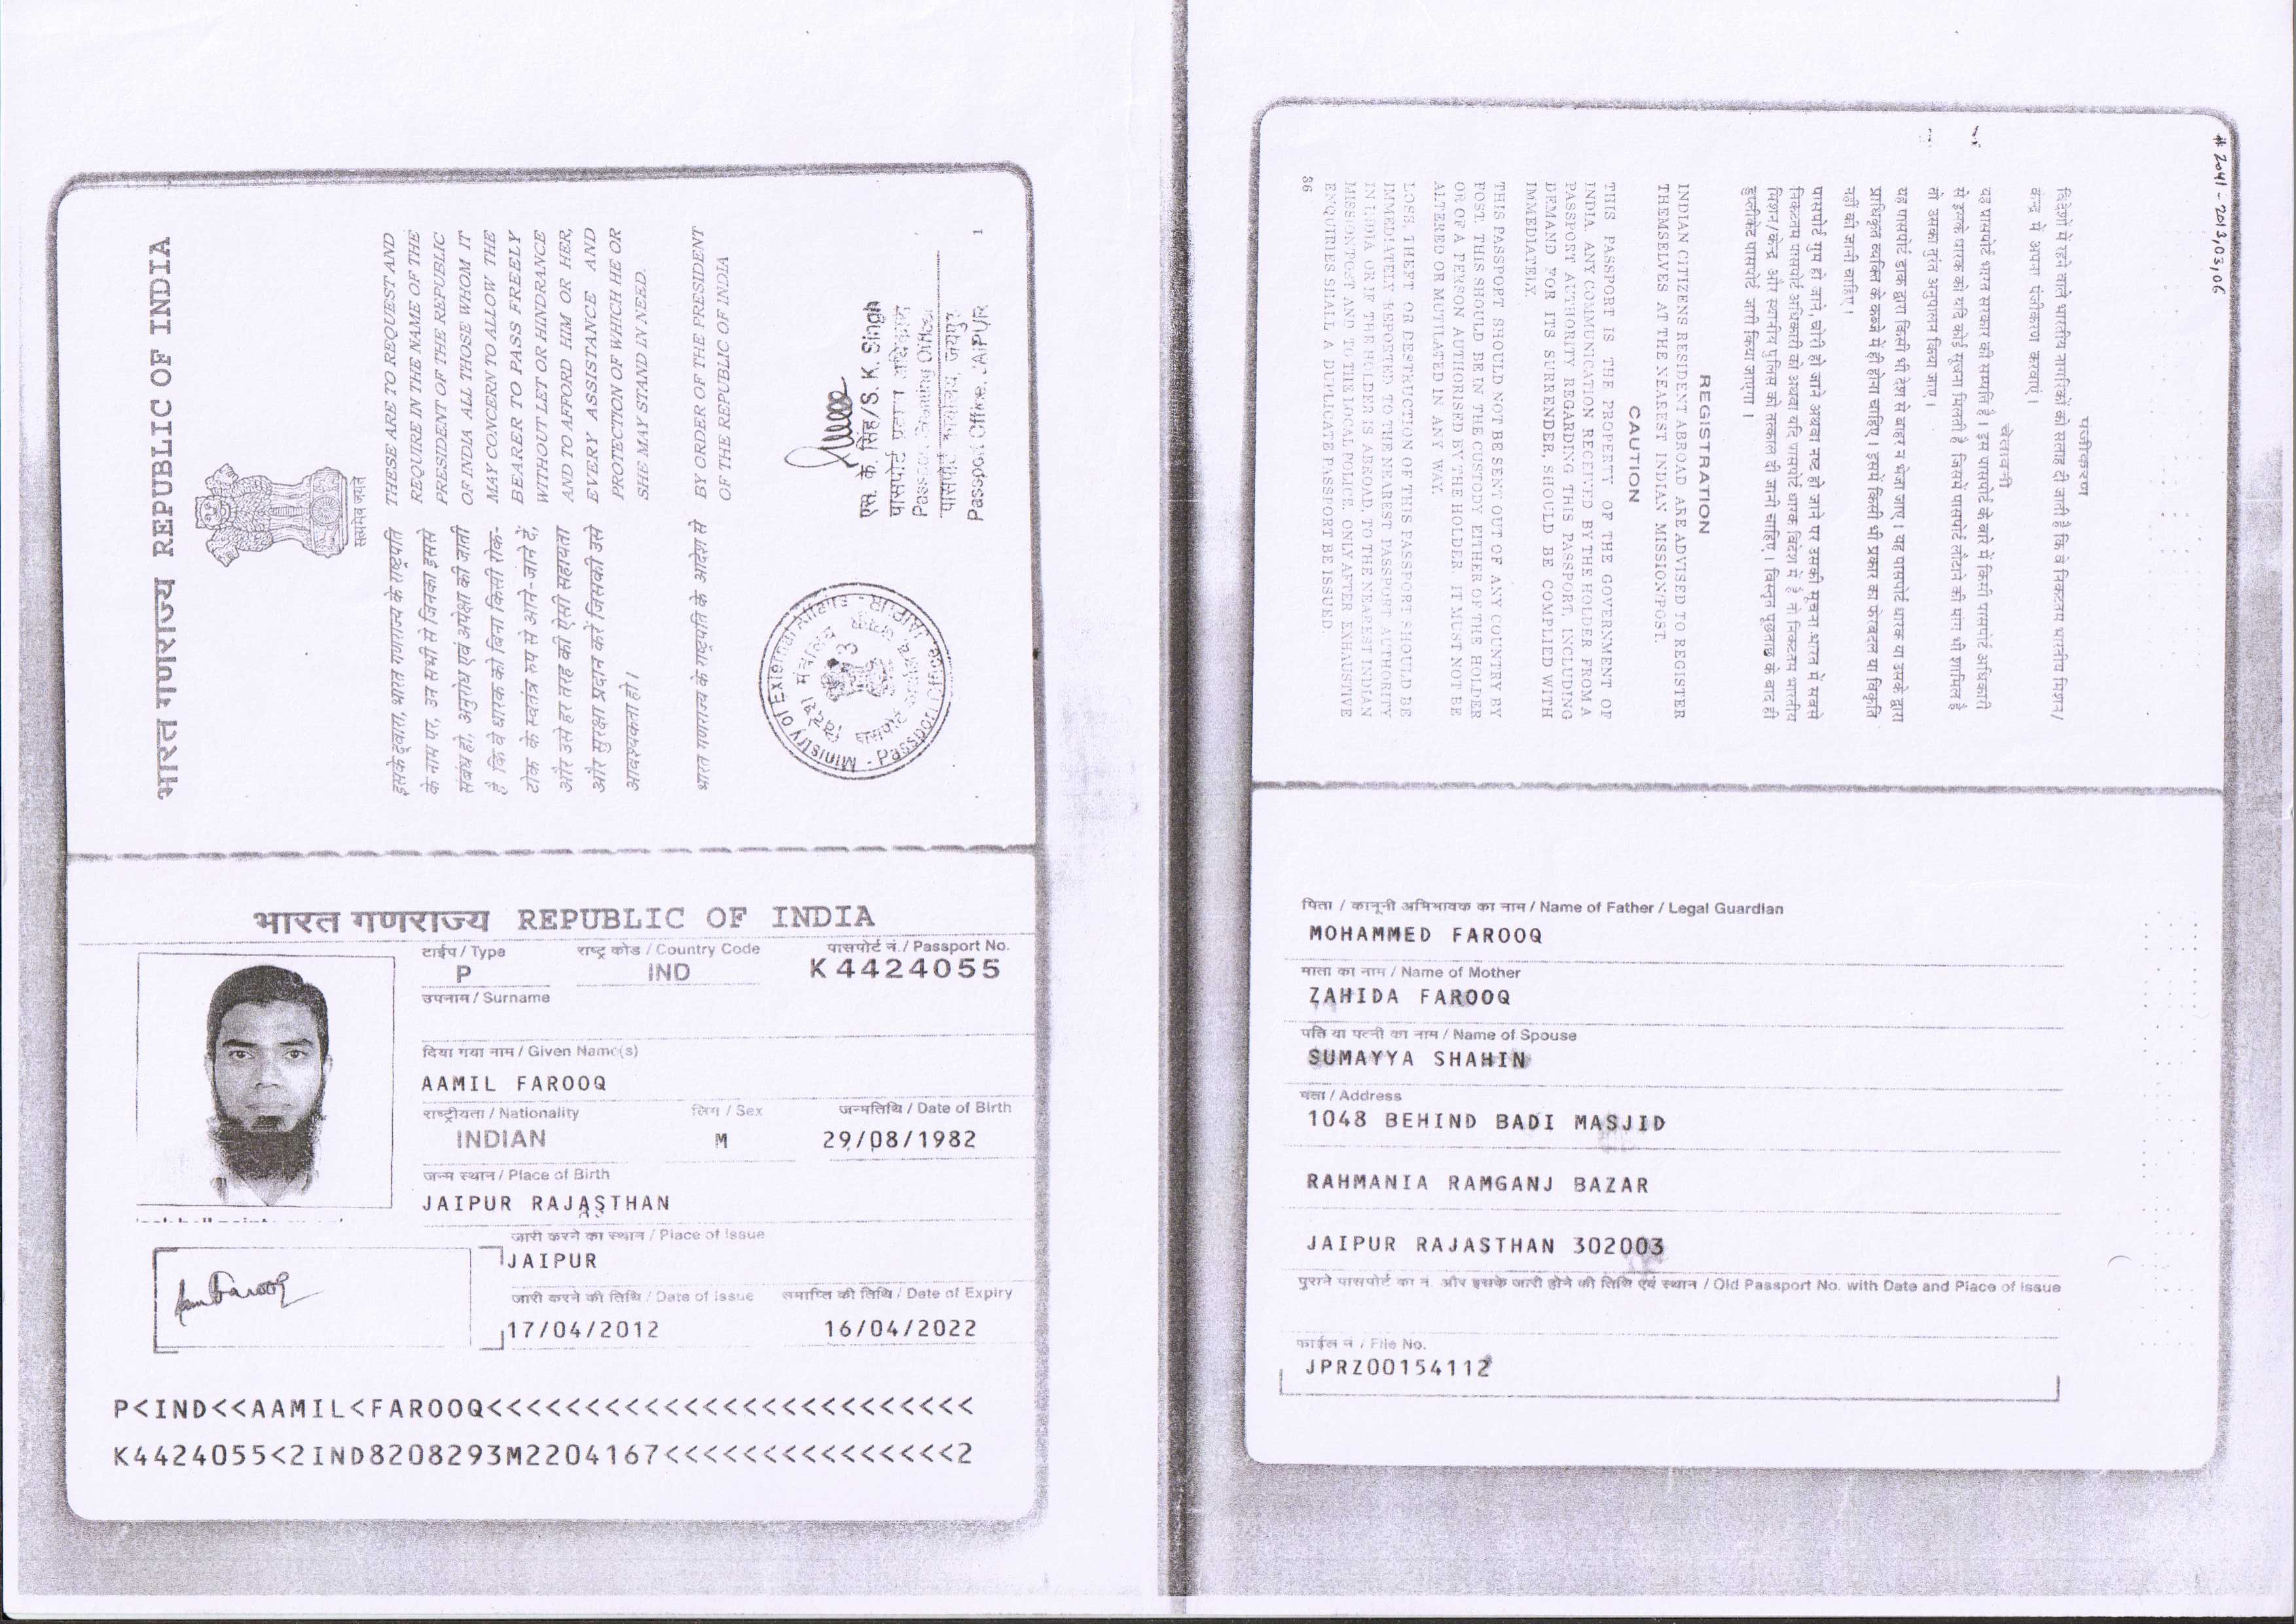 भारत गणराज्य REPUBLIC OF INDIA
सत्यमेव जयते
इसके द्वारा, भारत गणराज्य के राष्ट्रपति
के नाम पर, उन सभी से जिनका इससे
संबंध हो, अनुरोध एवं अपेक्षा की जाती
है कि वे धारक को बिना किसी रोक-
टोक के स्वतंत्र रुप से आने-जाने दें,
और उसे हर तरह की ऐसी सहायता
और सुरक्षा प्रदान करें जिसकी उसे
आवश्यकता हो।
THESE ARE TO REQUEST AND
REQUIRE IN THE NAME OF THE
PRESIDENT OF THE REPUBLIC
OF INDIA ALL THOSE WHOM IT
MAY CONCERN TO ALLOW THE
BEARER TO PASS FREELY
WITHOUT LET OR HINDRANCE
AND TO AFFORD HIM OR HER,
EVERY ASSISTANCE AND
PROTECTION OF WHICH HE OR
SHE MAY STAND IN NEED.
भारत गणराज्य के राष्ट्रपति के आदेश से
BY ORDER OF THE PRESIDENT
OF THE REPUBLIC OF INDIA
एस. के. सिंह/S. K. Singh
पासपोर्ट
Passport Granting Officer
पासपोर्ट कार्यालय, जयपुर
Passport Office, JAIPUR
1
Ministry of External Affairs
Passport Office, JAIPUR
भारत गणराज्य REPUBLIC OF INDIA
टाईप / Type
राष्ट्र कोड / Country Code
पासपोर्ट नं. / Passport No.
P
IND
K4424055
उपनाम / Surname
दिया गया नाम / Given Name(s)
AAMIL FAROOQ
राष्ट्रीयता / Nationality
लिंग / Sex
जन्मतिथि / Date of Birth
INDIAN
M
29/08/1982
जन्म स्थान / Place of Birth
JAIPUR RAJASTHAN
जारी करने का स्थान / Place of Issue
JAIPUR
जारी करने की तिथि / Date of Issue
समाप्ति की तिथि / Date of Expiry
17/04/2012
16/04/2022
P<IND<<AAMIL<FAROOQ<<<<<<<<<<<<<<<<<<<<<<<<<
K4424055<2IND8208293M2204167<<<<<<<<<<<<<<<2
# 2041-2013,03,06
पंजीकरण
विदेशों में रहने वाले भारतीय नागरिकों को सलाह दी जाती है कि वे निकटतम भारतीय मिशन/
केन्द्र से अपना पंजीकरण करवाएं।
चेतावनी
यह पासपोर्ट भारत सरकार की सम्पत्ति है। इस पासपोर्ट के बारे में किसी पासपोर्ट अधिकारी
से इसके धारक को यदि कोई सूचना मिलती है जिसमें पासपोर्ट लौटाने की मांग भी शामिल है
तो उसका तुरंत अनुपालन किया जाए।
यह पासपोर्ट डाक द्वारा किसी भी देश से बाहर न भेजा जाए। यह पासपोर्ट धारक या उसके द्वारा
प्राधिकृत व्यक्ति के कब्जे में ही होना चाहिए। इसमें किसी भी प्रकार का फेरबदल या विकृति
नहीं की जानी चाहिए।
पासपोर्ट गुम हो जाने, चोरी हो जाने अथवा नष्ट हो जाने पर उसकी सूचना भारत में सबसे
निकटतम पासपोर्ट अधिकारी को अथवा यदि पासपोर्ट धारक विदेश में है तो निकटतम भारतीय
मिशन/केन्द्र और स्थानीय पुलिस को तत्काल दी जानी चाहिए। विस्तृत पूछताछ के बाद ही
डुप्लीकेट पासपोर्ट जारी किया जाएगा।
REGISTRATION
INDIAN CITIZENS RESIDENT ABROAD ARE ADVISED TO REGISTER
THEMSELVES AT THE NEAREST INDIAN MISSION/POST.
CAUTION
THIS PASSPORT IS THE PROPERTY OF THE GOVERNMENT OF
INDIA. ANY COMMUNICATION RECEIVED BY THE HOLDER FROM A
PASSPORT AUTHORITY REGARDING THIS PASSPORT, INCLUDING
DEMAND FOR ITS SURRENDER, SHOULD BE COMPLIED WITH
IMMEDIATELY.
THIS PASSPORT SHOULD NOT BE SENT OUT OF ANY COUNTRY BY
POST. THIS SHOULD BE IN THE CUSTODY EITHER OF THE HOLDER
OR OF A PERSON AUTHORISED BY THE HOLDER. IT MUST NOT BE
ALTERED OR MUTILATED IN ANY WAY.
LOSS, THEFT OR DESTRUCTION OF THIS PASSPORT SHOULD BE
IMMEDIATELY REPORTED TO THE NEAREST PASSPORT AUTHORITY
IN INDIA OR IF THE HOLDER IS ABROAD, TO THE NEAREST INDIAN
MISSION/POST AND TO THE LOCAL POLICE. ONLY AFTER EXHAUSTIVE
ENQUIRIES SHALL A DUPLICATE PASSPORT BE ISSUED.
36
पिता / कानूनी अभिभावक का नाम / Name of Father / Legal Guardian
MOHAMMED FAROOQ
माता का नाम / Name of Mother
ZAHIDA FAROOQ
पति या पत्नी का नाम / Name of Spouse
SUMAYYA SHAHIN
पता / Address
1048 BEHIND BADI MASJID
RAHMANIA RAMGANJ BAZAR
JAIPUR RAJASTHAN 302003
पुराने पासपोर्ट का नं. और इसके जारी होने की तिथि एवं स्थान / Old Passport No. with Date and Place of Issue
फाईल नं / File No.
JPRZ00154112